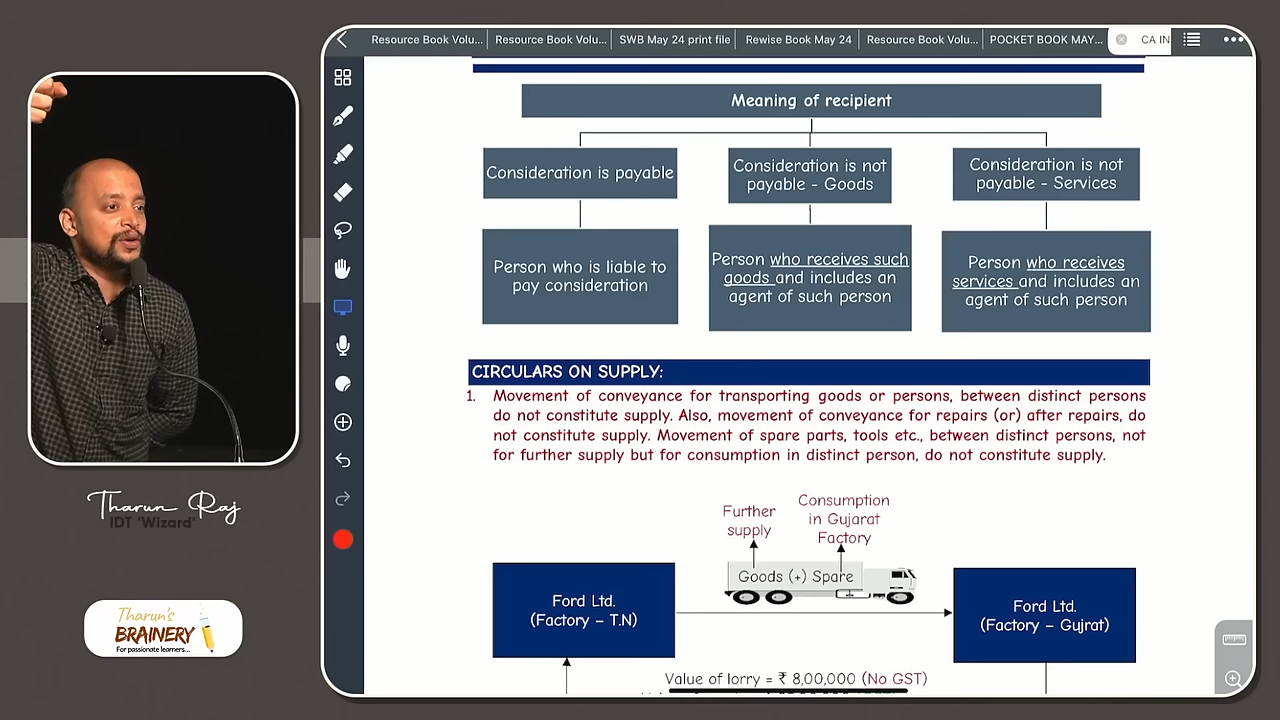 Resource Book Volu...
Resource Book Volu...
SWB May 24 print file
Rewise Book May 24
Resource Book Volu...
POCKET BOOK MAY...
CA IN
Meaning of recipient
Consideration is payable
Consideration is not
payable - Goods
Consideration is not
payable - Services
Person who is liable to
pay consideration
Person who receives such
goods and includes an
agent of such person
Person who receives
services and includes an
agent of such person
CIRCULARS ON SUPPLY:
1. Movement of conveyance for transporting goods or persons, between distinct persons
do not constitute supply. Also, movement of conveyance for repairs (or) after repairs, do
not constitute supply. Movement of spare parts, tools etc., between distinct persons, not
for further supply but for consumption in distinct person, do not constitute supply.
Further
supply
Consumption
in Gujarat
Factory
Goods (+) Spare
Ford Ltd.
(Factory – T.N)
Ford Ltd.
(Factory – Gujrat)
Value of lorry = ₹ 8,00,000 (No GST)
Tharun Raj
IDT 'Wizard'
Tharun's
BRAINERY
For passionate learners...